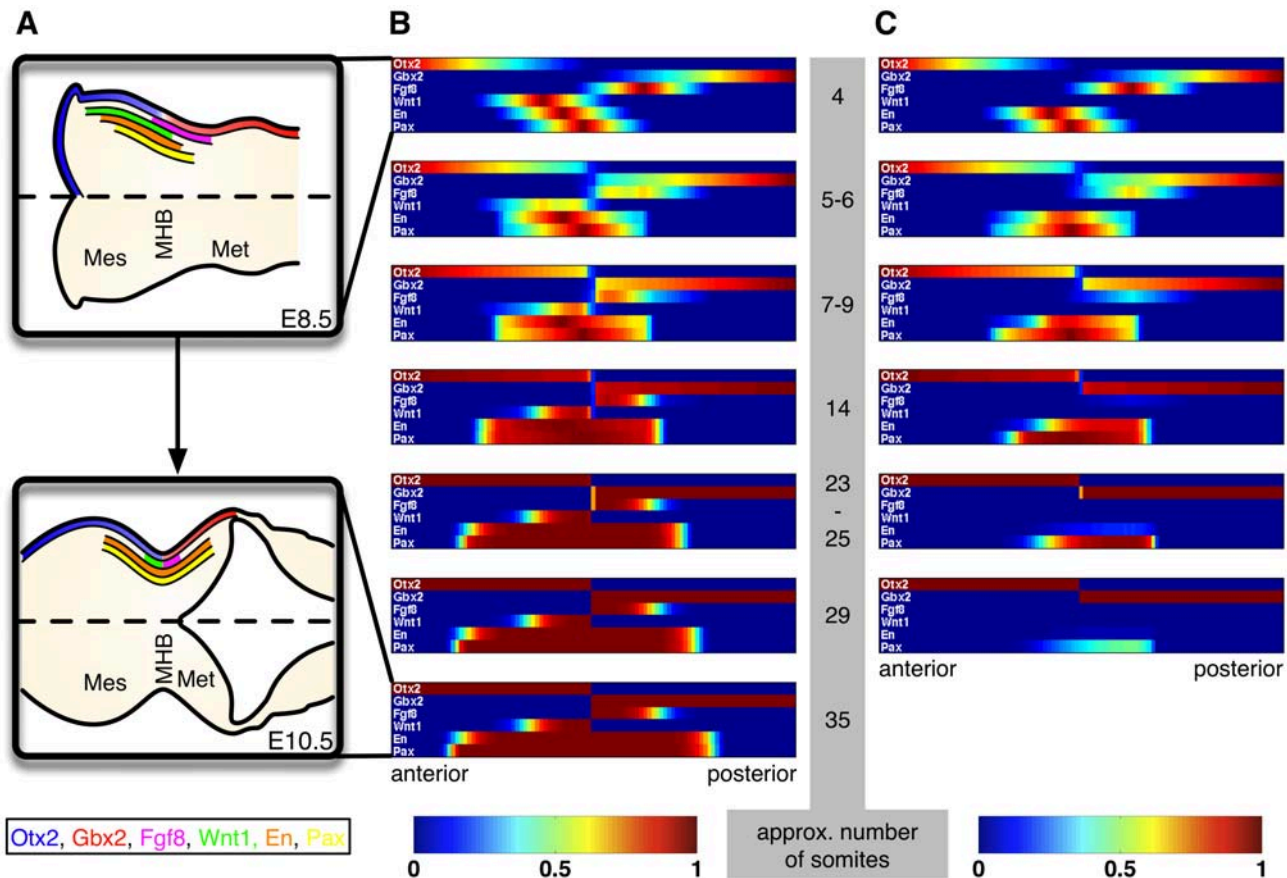 A
B
C
Mes
MHB
Met
E8.5
Mes
MHB
Met
E10.5
Otx2, Gbx2, Fgf8, Wnt1, En, Pax
Otx2
Gbx2
Fgf8
Wnt1
En
Pax
Otx2
Gbx2
Fgf8
Wnt1
En
Pax
Otx2
Gbx2
Fgf8
Wnt1
En
Pax
Otx2
Gbx2
Fgf8
Wnt1
En
Pax
Otx2
Gbx2
Fgf8
Wnt1
En
Pax
Otx2
Gbx2
Fgf8
Wnt1
En
Pax
Otx2
Gbx2
Fgf8
Wnt1
En
Pax
anterior posterior
0 0.5 1
4
5-6
7-9
14
23
-
25
29
35
approx. number
of somites
Otx2
Gbx2
Fgf8
Wnt1
En
Pax
Otx2
Gbx2
Fgf8
Wnt1
En
Pax
Otx2
Gbx2
Fgf8
Wnt1
En
Pax
Otx2
Gbx2
Fgf8
Wnt1
En
Pax
Otx2
Gbx2
Fgf8
Wnt1
En
Pax
Otx2
Gbx2
Fgf8
Wnt1
En
Pax
anterior posterior
0 0.5 1